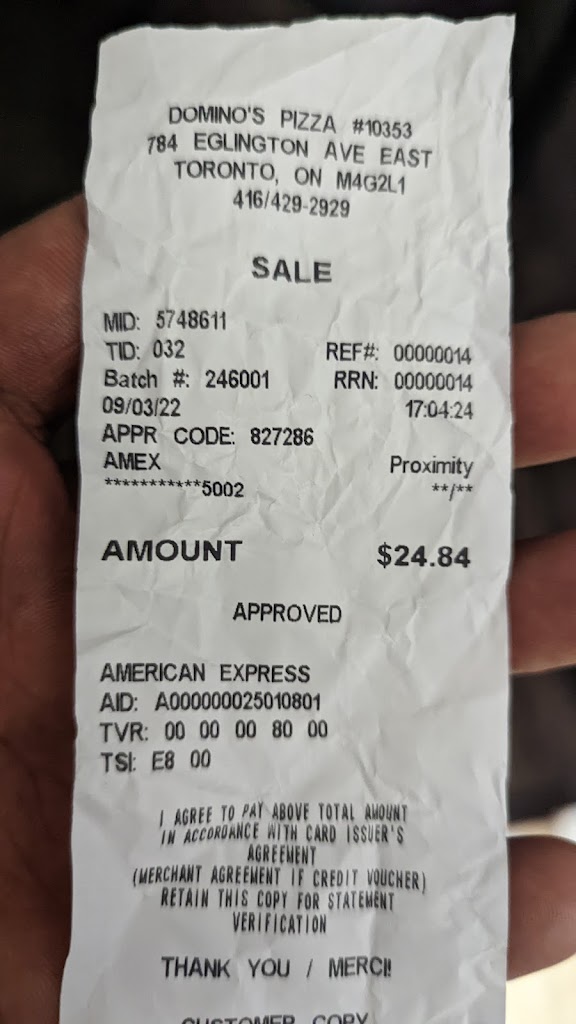 DOMINO'S PIZZA #10353
784 EGLINGTON AVE EAST
TORONTO, ON M4G2L1
416/429-2929
SALE
MID: 5748611
TID: 032 REF#: 00000014
Batch #: 246001 RRN: 00000014
09/03/22 17:04:24
APPR CODE: 827286
AMEX Proximity
***********5002 **/**
AMOUNT $24.84
APPROVED
AMERICAN EXPRESS
AID: A000000025010801
TVR: 00 00 00 80 00
TSI: E8 00
I AGREE TO PAY ABOVE TOTAL AMOUNT
IN ACCORDANCE WITH CARD ISSUER'S
AGREEMENT
(MERCHANT AGREEMENT IF CREDIT VOUCHER)
RETAIN THIS COPY FOR STATEMENT
VERIFICATION
THANK YOU / MERCI!
CUSTOMER COPY